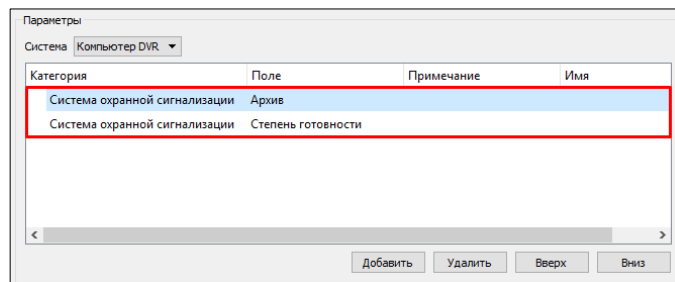 Параметры
Система Компьютер DVR
Категория Поле Примечание Имя
Система охранной сигнализации Архив
Система охранной сигнализации Степень готовности
Добавить Удалить Вверх Вниз